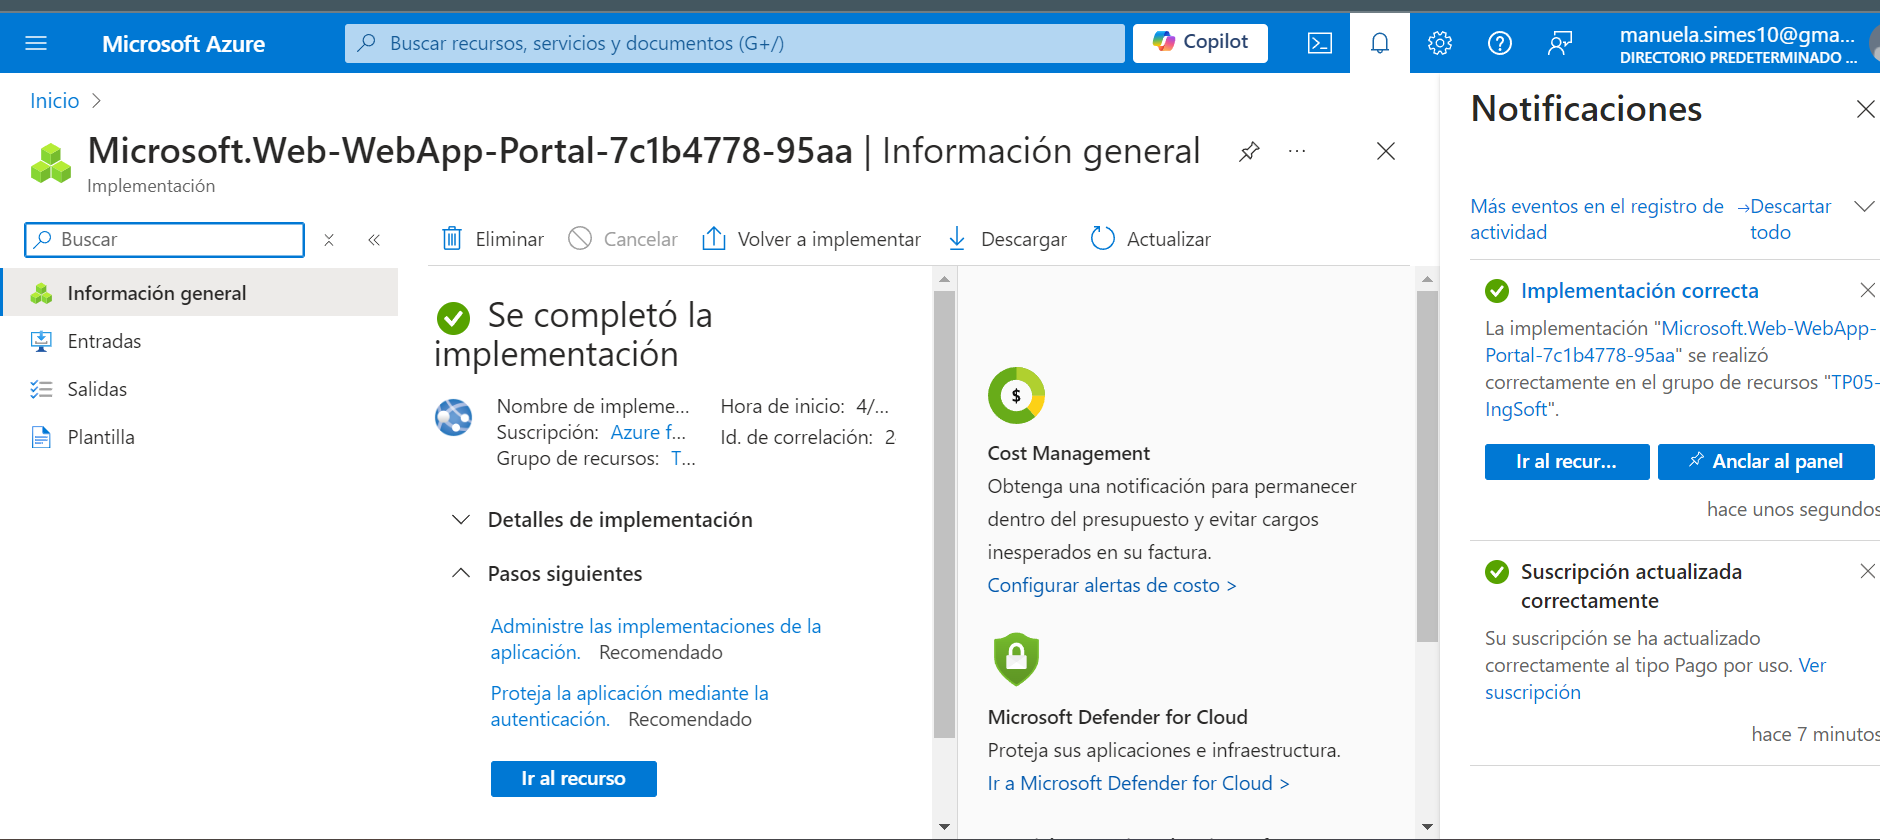 Microsoft Azure
Buscar recursos, servicios y documentos (G+/)
Copilot
manuela.simes10@gma...
DIRECTORIO PREDETERMINADO ...
Inicio
Microsoft.Web-WebApp-Portal-7c1b4778-95aa | Información general
Implementación
Buscar
Información general
Entradas
Salidas
Plantilla
Eliminar
Cancelar
Volver a implementar
Descargar
Actualizar
Se completó la
implementación
Nombre de impleme...
Suscripción: Azure f...
Grupo de recursos: T...
Hora de inicio: 4/...
Id. de correlación: 2
Detalles de implementación
Pasos siguientes
Administre las implementaciones de la
aplicación. Recomendado
Proteja la aplicación mediante la
autenticación. Recomendado
Ir al recurso
$
Cost Management
Obtenga una notificación para permanecer
dentro del presupuesto y evitar cargos
inesperados en su factura.
Configurar alertas de costo >
Microsoft Defender for Cloud
Proteja sus aplicaciones e infraestructura.
Ir a Microsoft Defender for Cloud >
Notificaciones
Más eventos en el registro de
actividad
Descartar
todo
Implementación correcta
La implementación "Microsoft.Web-WebApp-
Portal-7c1b4778-95aa" se realizó
correctamente en el grupo de recursos "TP05-
IngSoft".
Ir al recur...
Anclar al panel
hace unos segundos
Suscripción actualizada
correctamente
Su suscripción se ha actualizado
correctamente al tipo Pago por uso. Ver
suscripción
hace 7 minutos